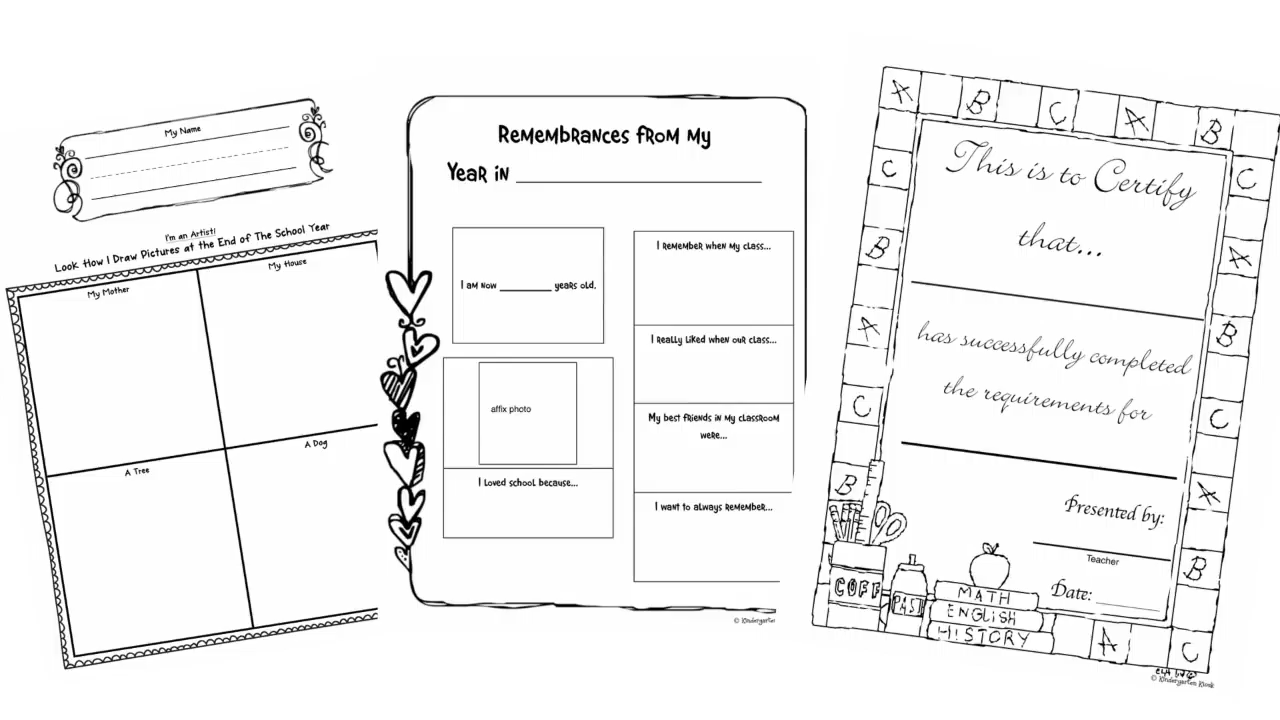 My Name
I'm an Artist!
Look How I Draw Pictures at the End of The School Year
My Mother
My House
A Tree
A Dog
Remembrances from My
Year in
I am now years old.
affix photo
I loved school because...
I remember when my class...
I really liked when our class...
My best friends in my classroom
were...
I want to always remember...
© Kindergarten
A B C A B
C C
B A
A B
C C
B A
B
A C
This is to Certify
that...
has successfully completed
the requirements for
Presented by:
Teacher
Date:
COFF
PAST
MATH
ENGLISH
HISTORY
© Kindergarten Kiosk